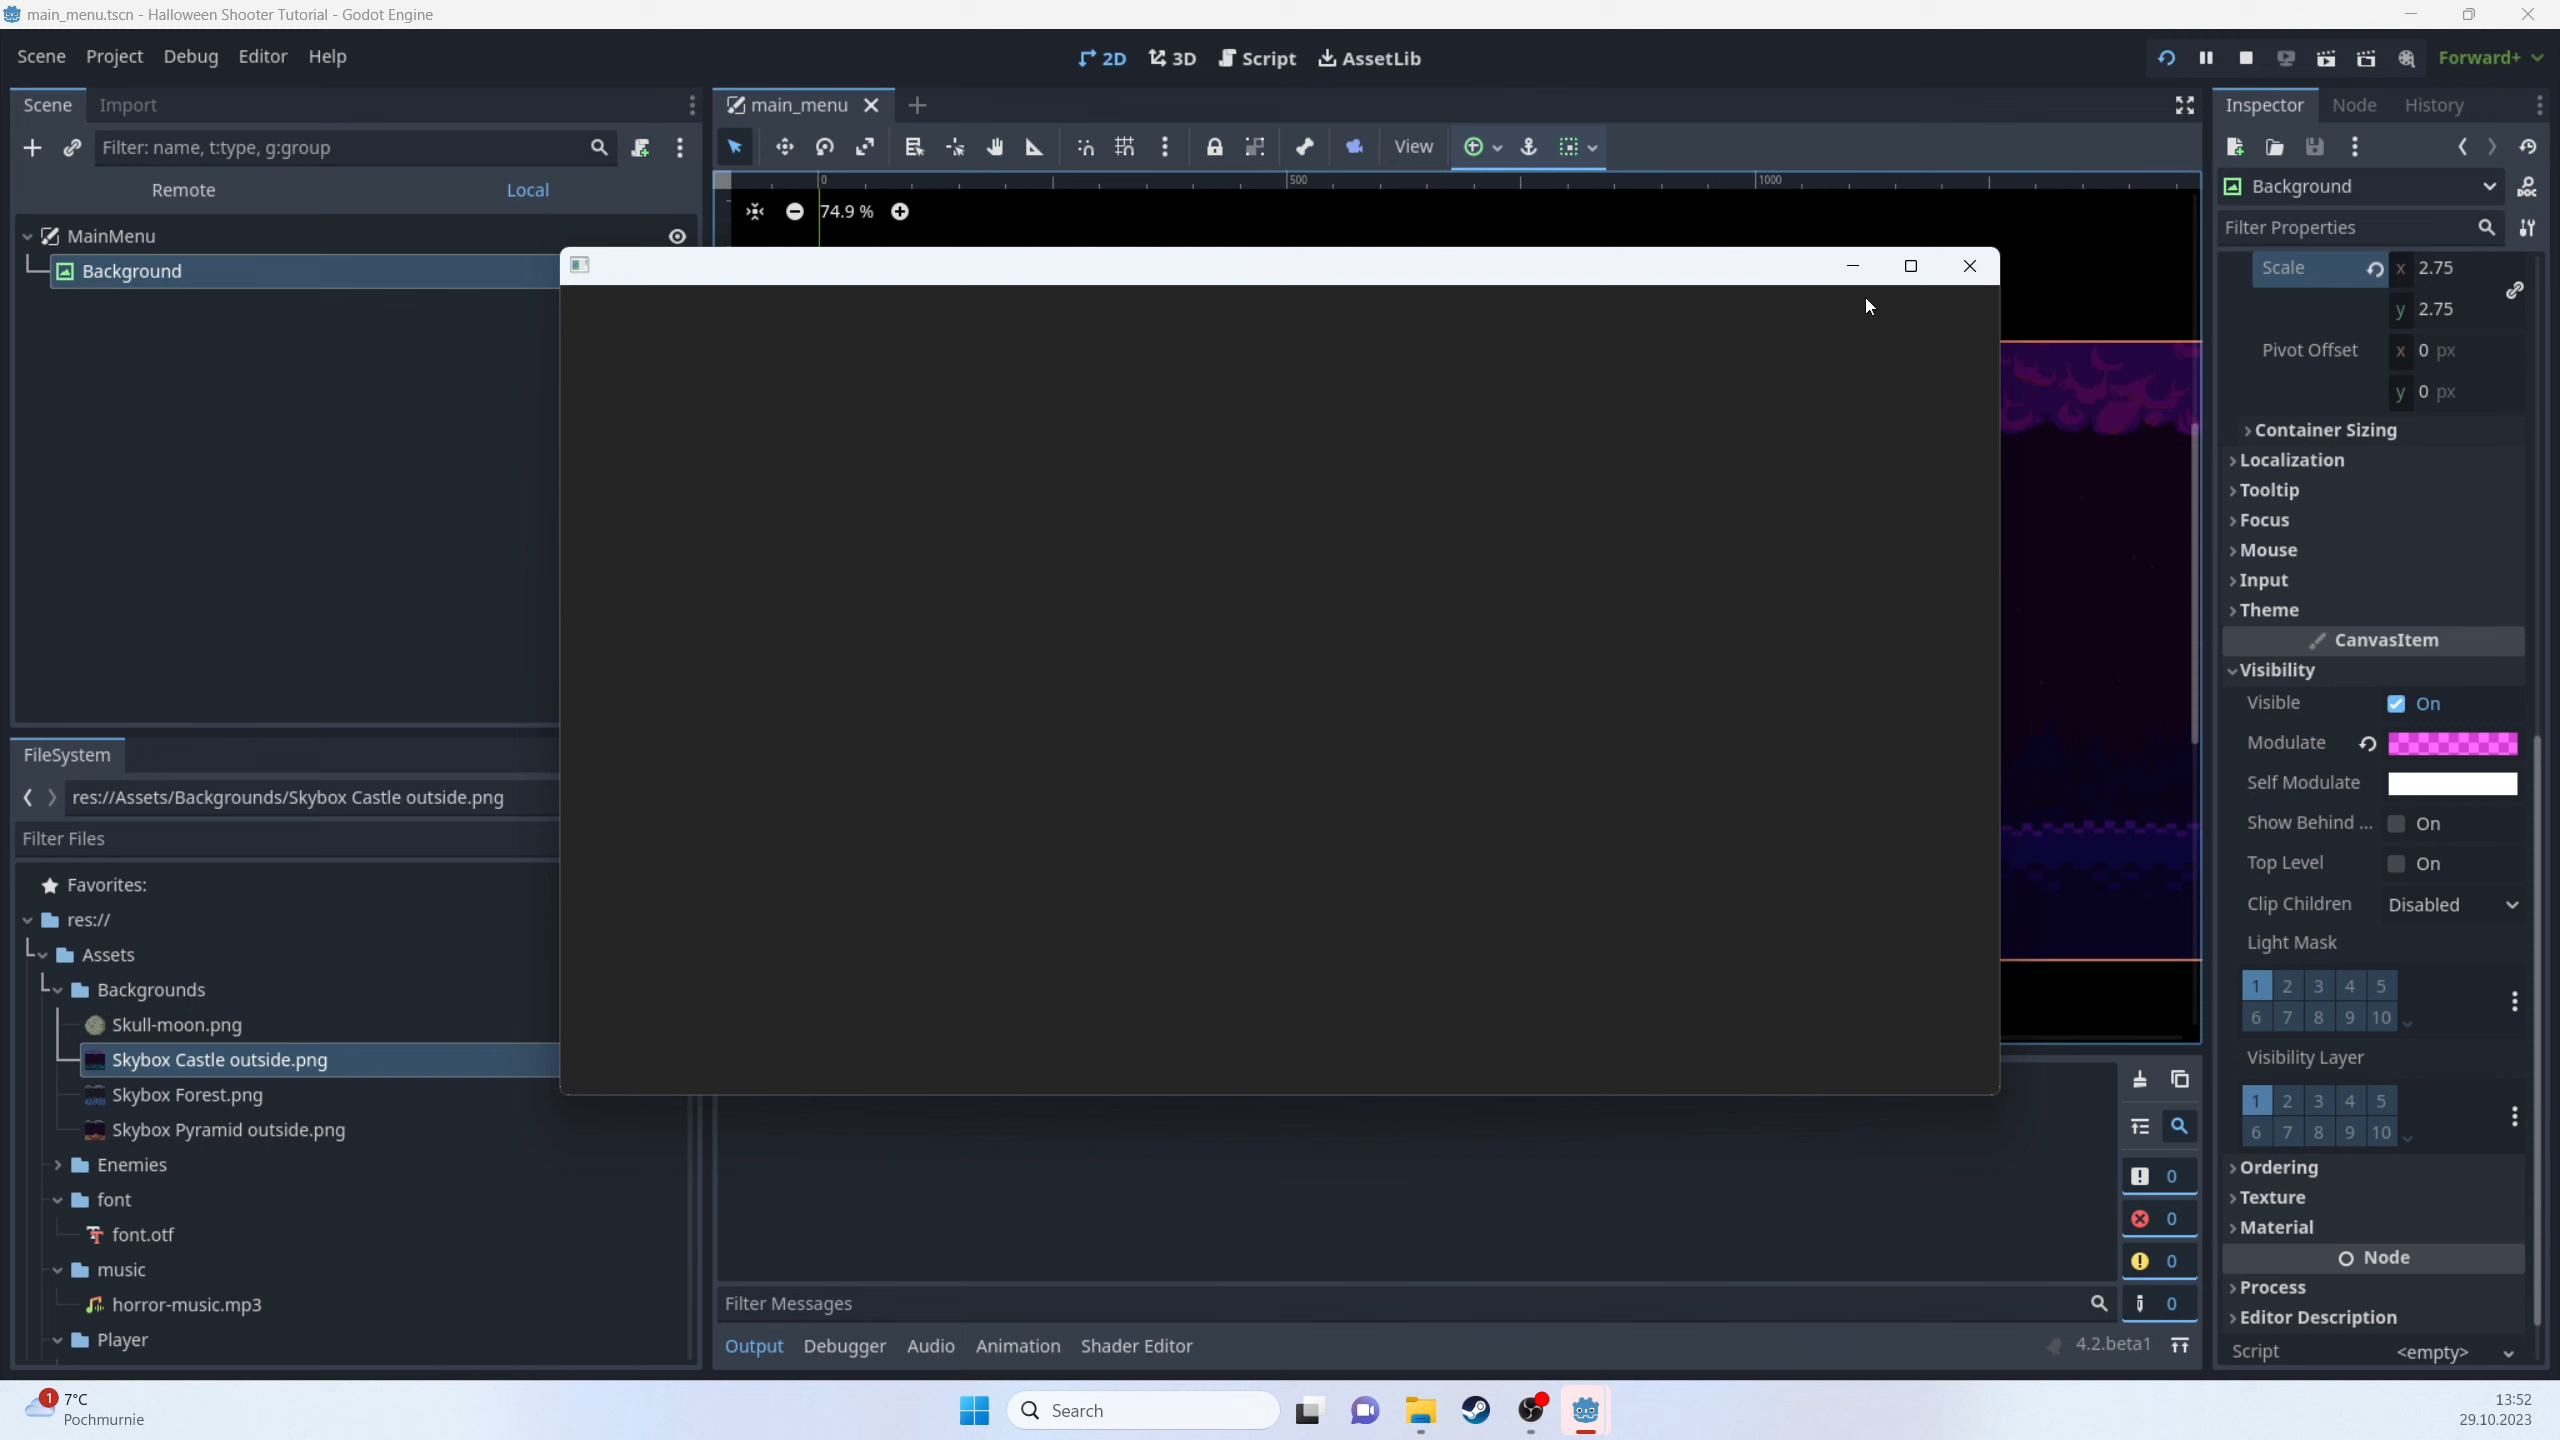 main_menu.tscn - Halloween Shooter Tutorial - Godot Engine
Scene Project Debug Editor Help
2D 3D Script AssetLib
Forward+
Scene Import
main_menu
Inspector Node History
Filter: name, t:type, g:group
View
Remote Local
0 500 1000
Background
74.9 %
Filter Properties
MainMenu
Background
Scale x 2.75
y 2.75
Pivot Offset x 0 px
y 0 px
Container Sizing
Localization
Tooltip
Focus
Mouse
Input
Theme
CanvasItem
Visibility
Visible On
Modulate
Self Modulate
Show Behind ... On
Top Level On
Clip Children Disabled
Light Mask
1 2 3 4 5
6 7 8 9 10
Visibility Layer
1 2 3 4 5
6 7 8 9 10
Ordering
Texture
Material
Node
Process
Editor Description
Script <empty>
FileSystem
res://Assets/Backgrounds/Skybox Castle outside.png
Filter Files
Favorites:
res://
Assets
Backgrounds
Skull-moon.png
Skybox Castle outside.png
Skybox Forest.png
Skybox Pyramid outside.png
Enemies
font
font.otf
music
horror-music.mp3
Player
0
0
0
0
Filter Messages
Output Debugger Audio Animation Shader Editor
4.2.beta1
1
7°C
Pochmurnie
Search
13:52
29.10.2023